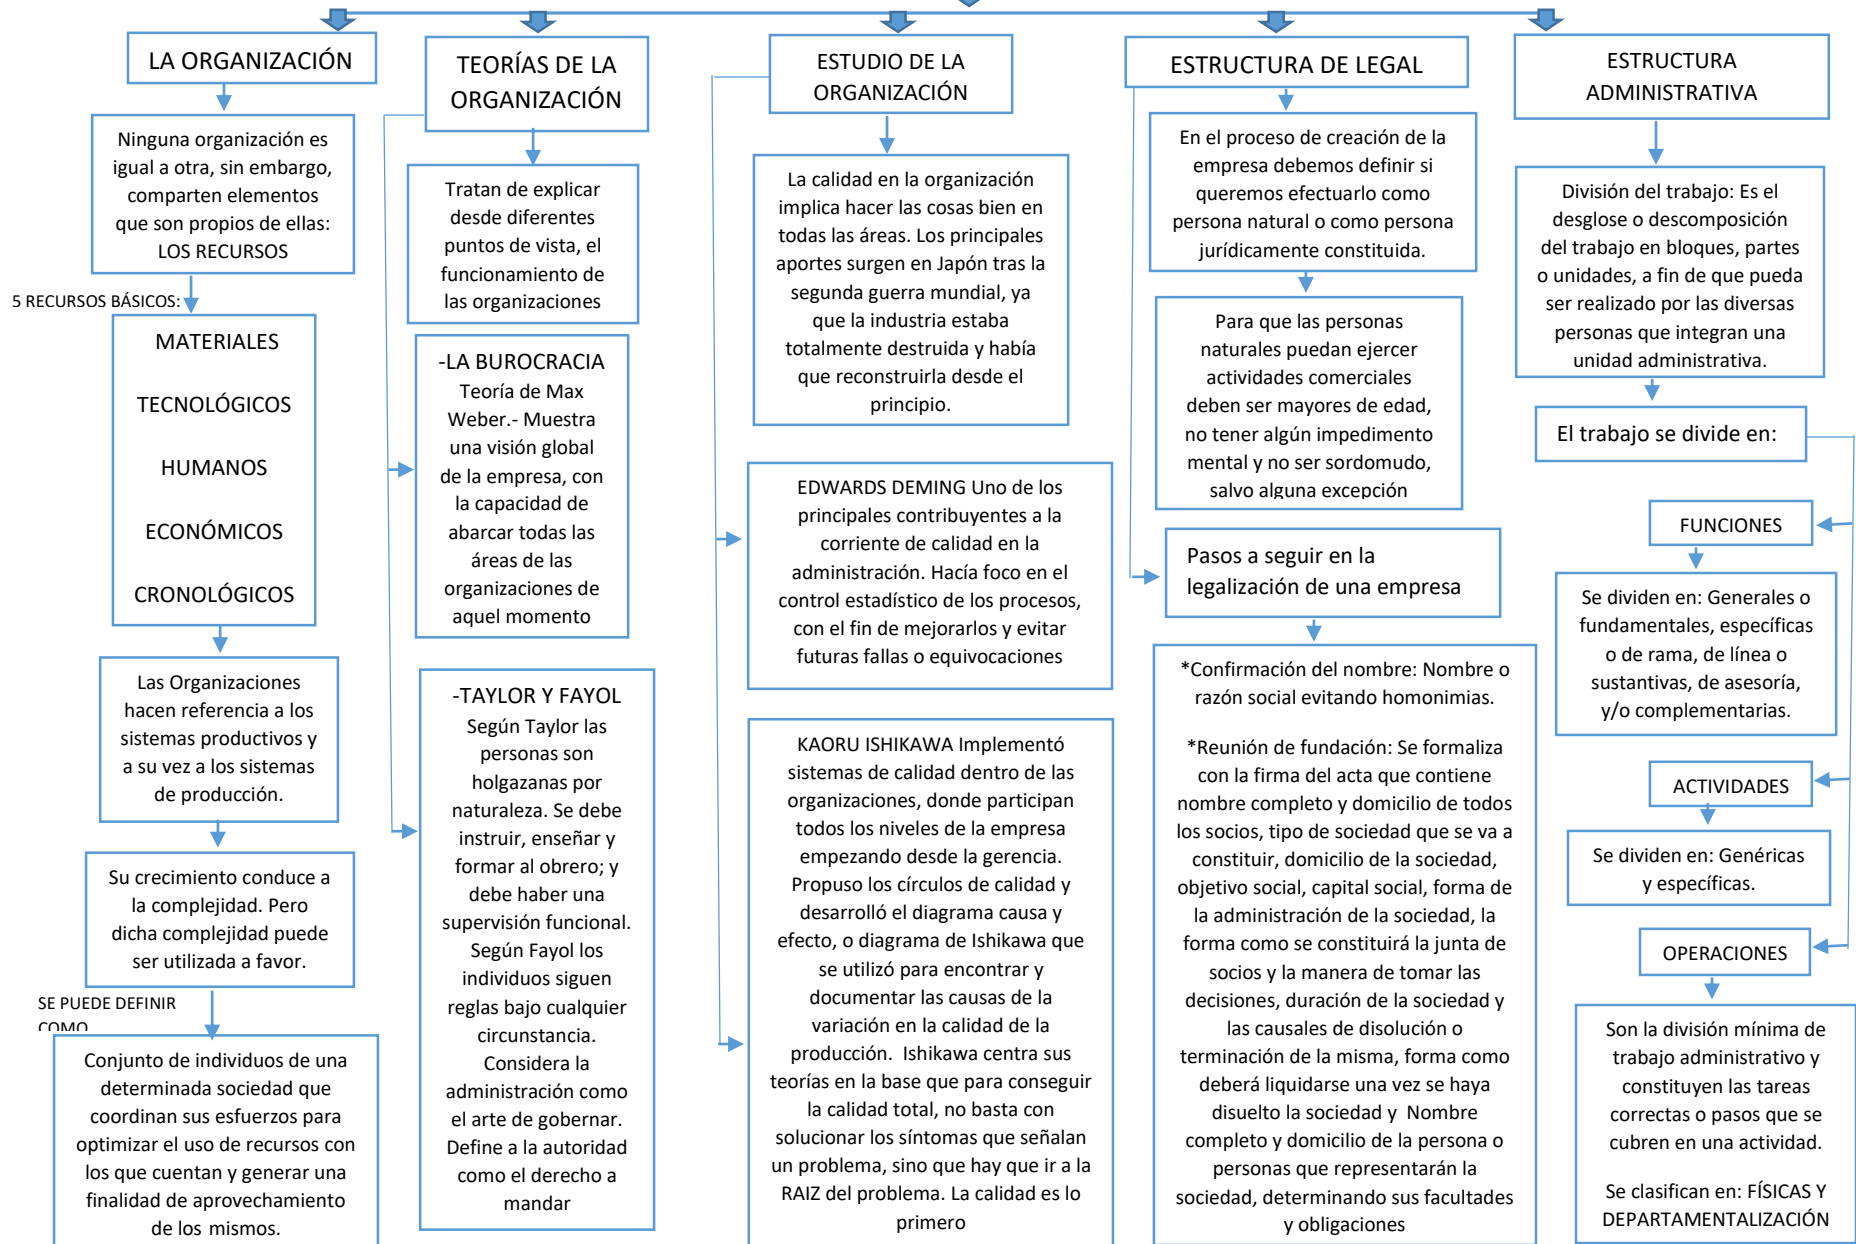 LA ORGANIZACIÓN
Ninguna organización es
igual a otra, sin embargo,
comparten elementos
que son propios de ellas:
LOS RECURSOS
5 RECURSOS BÁSICOS:
MATERIALES
TECNOLÓGICOS
HUMANOS
ECONÓMICOS
CRONOLÓGICOS
Las Organizaciones
hacen referencia a los
sistemas productivos y
a su vez a los sistemas
de producción.
Su crecimiento conduce a
la complejidad. Pero
dicha complejidad puede
ser utilizada a favor.
SE PUEDE DEFINIR
COMO
Conjunto de individuos de una
determinada sociedad que
coordinan sus esfuerzos para
optimizar el uso de recursos con
los que cuentan y generar una
finalidad de aprovechamiento
de los mismos.
TEORÍAS DE LA
ORGANIZACIÓN
Tratan de explicar
desde diferentes
puntos de vista, el
funcionamiento de
las organizaciones
-LA BUROCRACIA
Teoría de Max
Weber.- Muestra
una visión global
de la empresa, con
la capacidad de
abarcar todas las
áreas de las
organizaciones de
aquel momento
-TAYLOR Y FAYOL
Según Taylor las
personas son
holgazanas por
naturaleza. Se debe
instruir, enseñar y
formar al obrero; y
debe haber una
supervisión funcional.
Según Fayol los
individuos siguen
reglas bajo cualquier
circunstancia.
Considera la
administración como
el arte de gobernar.
Define a la autoridad
como el derecho a
mandar
ESTUDIO DE LA
ORGANIZACIÓN
La calidad en la organización
implica hacer las cosas bien en
todas las áreas. Los principales
aportes surgen en Japón tras la
segunda guerra mundial, ya
que la industria estaba
totalmente destruida y había
que reconstruirla desde el
principio.
EDWARDS DEMING Uno de los
principales contribuyentes a la
corriente de calidad en la
administración. Hacía foco en el
control estadístico de los procesos,
con el fin de mejorarlos y evitar
futuras fallas o equivocaciones
KAORU ISHIKAWA Implementó
sistemas de calidad dentro de las
organizaciones, donde participan
todos los niveles de la empresa
empezando desde la gerencia.
Propuso los círculos de calidad y
desarrolló el diagrama causa y
efecto, o diagrama de Ishikawa que
se utilizó para encontrar y
documentar las causas de la
variación en la calidad de la
producción. Ishikawa centra sus
teorías en la base que para conseguir
la calidad total, no basta con
solucionar los síntomas que señalan
un problema, sino que hay que ir a la
RAIZ del problema. La calidad es lo
primero
ESTRUCTURA DE LEGAL
En el proceso de creación de la
empresa debemos definir si
queremos efectuarlo como
persona natural o como persona
jurídicamente constituida.
Para que las personas
naturales puedan ejercer
actividades comerciales
deben ser mayores de edad,
no tener algún impedimento
mental y no ser sordomudo,
salvo alguna excepción
Pasos a seguir en la
legalización de una empresa
*Confirmación del nombre: Nombre o
razón social evitando homonimias.
*Reunión de fundación: Se formaliza
con la firma del acta que contiene
nombre completo y domicilio de todos
los socios, tipo de sociedad que se va a
constituir, domicilio de la sociedad,
objetivo social, capital social, forma de
la administración de la sociedad, la
forma como se constituirá la junta de
socios y la manera de tomar las
decisiones, duración de la sociedad y
las causales de disolución o
terminación de la misma, forma como
deberá liquidarse una vez se haya
disuelto la sociedad y Nombre
completo y domicilio de la persona o
personas que representarán la
sociedad, determinando sus facultades
y obligaciones
ESTRUCTURA
ADMINISTRATIVA
División del trabajo: Es el
desglose o descomposición
del trabajo en bloques, partes
o unidades, a fin de que pueda
ser realizado por las diversas
personas que integran una
unidad administrativa.
El trabajo se divide en:
FUNCIONES
Se dividen en: Generales o
fundamentales, específicas
o de rama, de línea o
sustantivas, de asesoría,
y/o complementarias.
ACTIVIDADES
Se dividen en: Genéricas
y específicas.
OPERACIONES
Son la división mínima de
trabajo administrativo y
constituyen las tareas
correctas o pasos que se
cubren en una actividad.
Se clasifican en: FÍSICAS Y
DEPARTAMENTALIZACIÓN